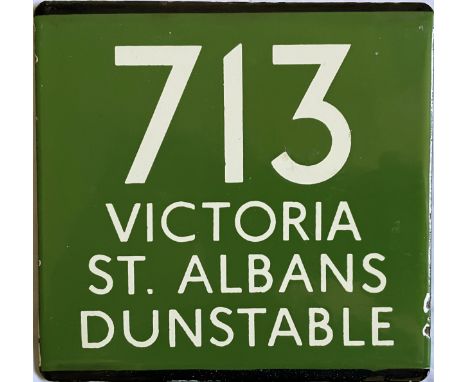 713
VICTORIA
ST. ALBANS
DUNSTABLE